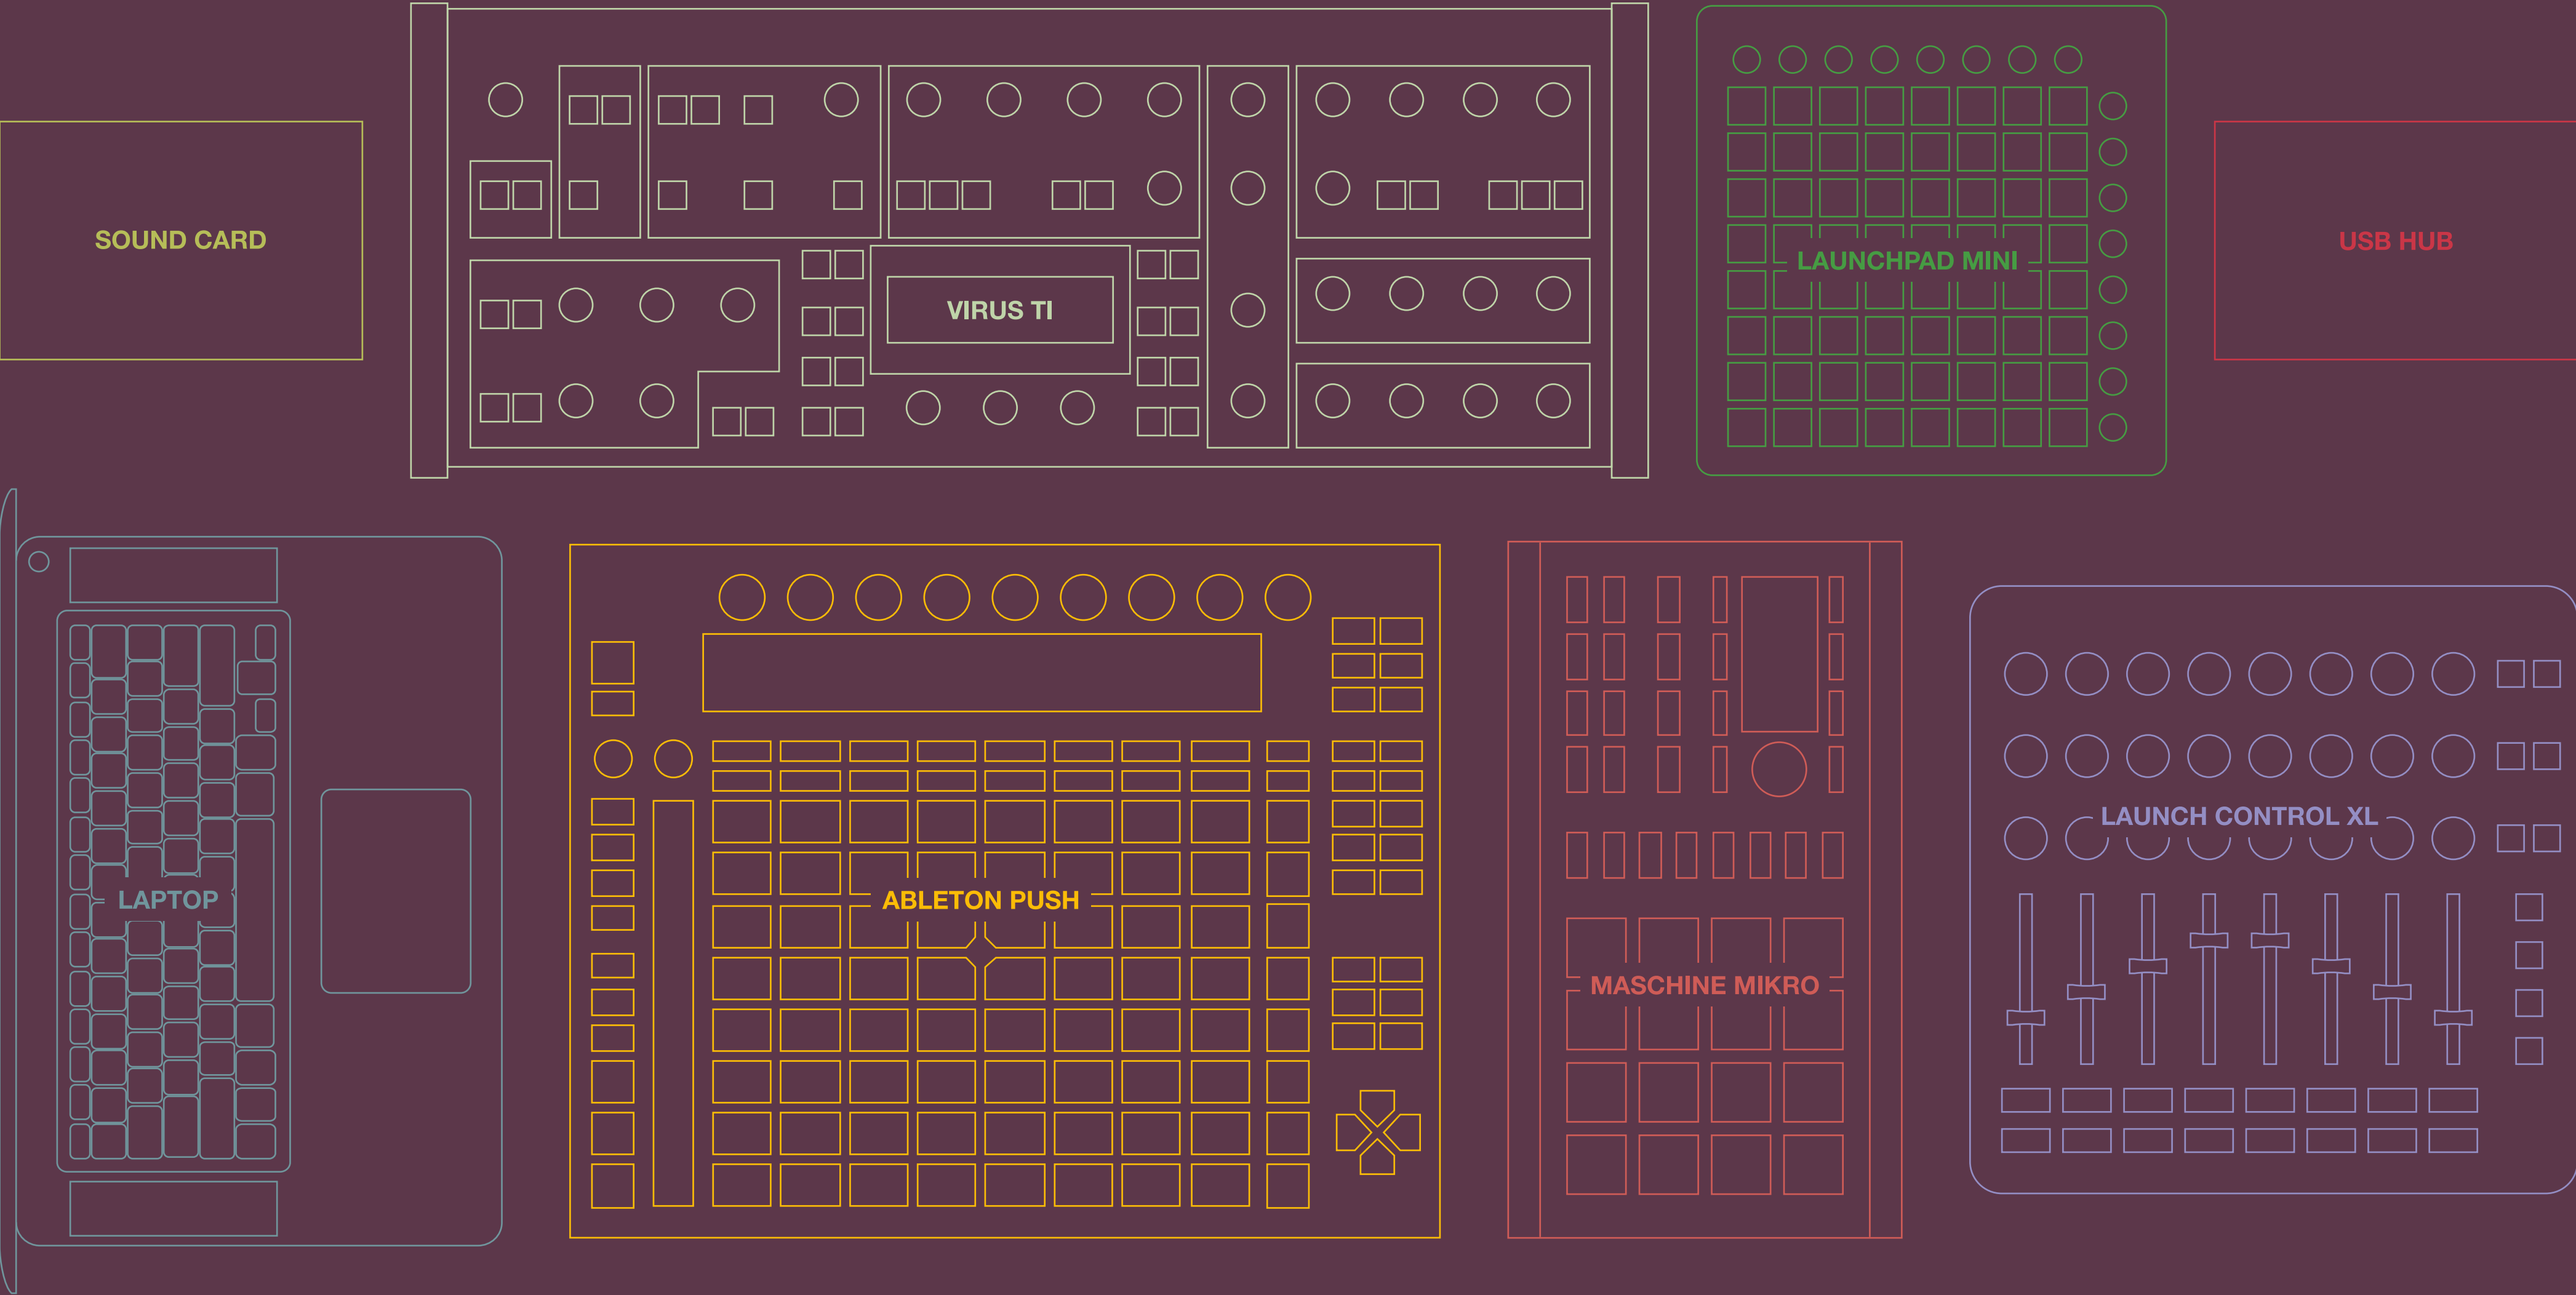 SOUND CARD
VIRUS TI
LAUNCHPAD MINI
USB HUB
LAPTOP
ABLETON PUSH
MASCHINE MIKRO
LAUNCH CONTROL XL